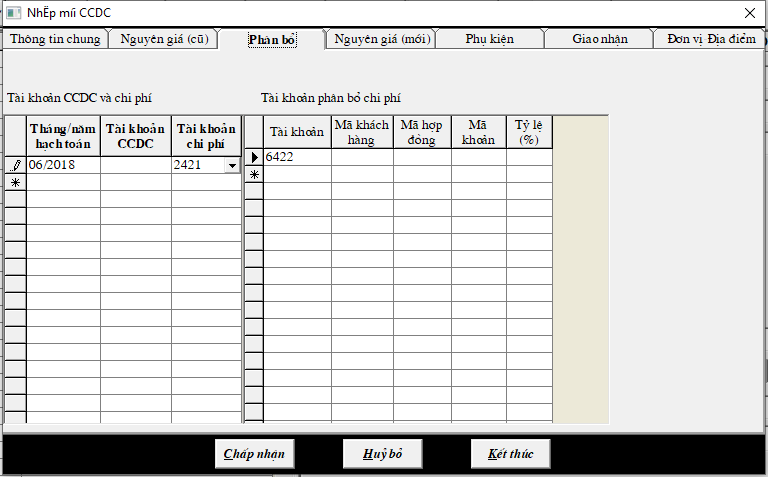 NhËp míi CCDC
Thông tin chung
Nguyên giá (cũ)
Phân bổ
Nguyên giá (mới)
Phụ kiện
Giao nhận
Đơn vị Địa điểm
Tài khoản CCDC và chi phí
Tài khoản phân bổ chi phí
Tháng/năm
hạch toán
Tài khoản
CCDC
Tài khoản
chi phí
Tài khoản
Mã khách
hàng
Mã hợp
đồng
Mã
khoản
Tỷ lệ
(%)
06/2018
2421
6422
Chấp nhận
Huỷ bỏ
Kết thúc